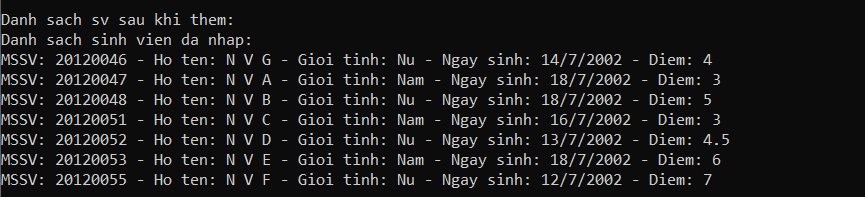 Danh sach sv sau khi them:
Danh sach sinh vien da nhap:
MSSV: 20120046 - Ho ten: N V G - Gioi tinh: Nu - Ngay sinh: 14/7/2002 - Diem: 4
MSSV: 20120047 - Ho ten: N V A - Gioi tinh: Nam - Ngay sinh: 18/7/2002 - Diem: 3
MSSV: 20120048 - Ho ten: N V B - Gioi tinh: Nu - Ngay sinh: 18/7/2002 - Diem: 5
MSSV: 20120051 - Ho ten: N V C - Gioi tinh: Nam - Ngay sinh: 16/7/2002 - Diem: 3
MSSV: 20120052 - Ho ten: N V D - Gioi tinh: Nu - Ngay sinh: 13/7/2002 - Diem: 4.5
MSSV: 20120053 - Ho ten: N V E - Gioi tinh: Nam - Ngay sinh: 18/7/2002 - Diem: 6
MSSV: 20120055 - Ho ten: N V F - Gioi tinh: Nu - Ngay sinh: 12/7/2002 - Diem: 7